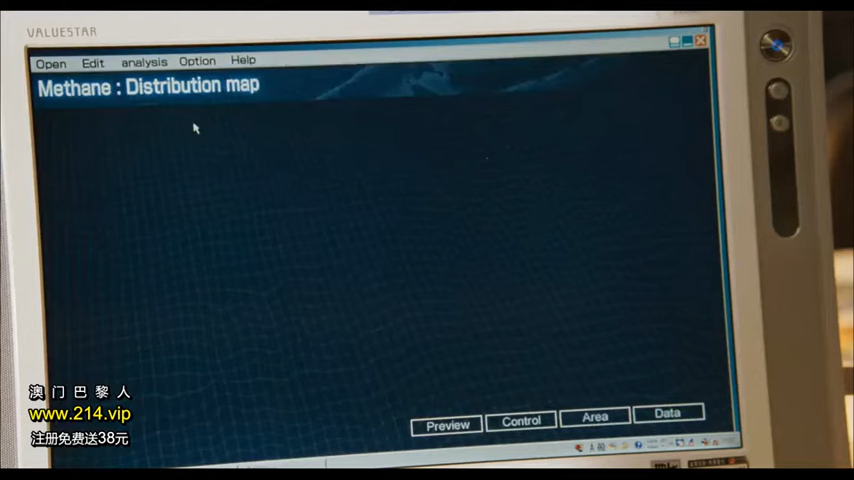 VALUESTAR
Open Edit analysis Option Help
Methane : Distribution map
Preview Control Area Data
澳门巴黎人
www.214.vip
注册免费送38元